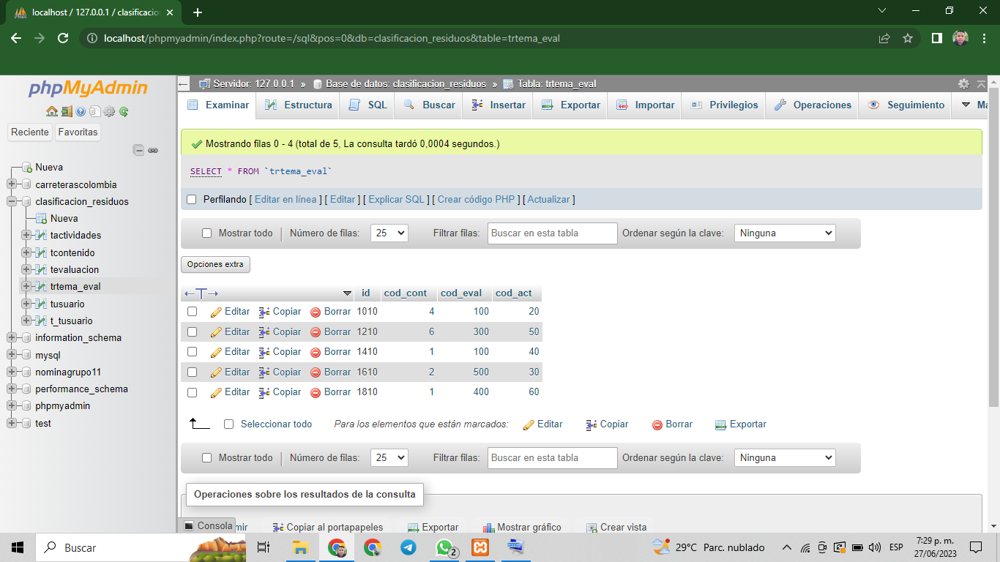 localhost / 127.0.0.1 / clasificacio
localhost/phpmyadmin/index.php?route=/sql&pos=0&db=clasificacion_residuos&table=trtema_eval
phpMyAdmin
Reciente Favoritas
Nueva
carreterascolombia
clasificacion_residuos
Nueva
tactividades
tcontenido
tevaluacion
trtema_eval
tusuario
t_tusuario
information_schema
mysql
nominagrupo11
performance_schema
phpmyadmin
test
Servidor: 127.0.0.1 » Base de datos: clasificacion_residuos » Tabla: trtema_eval
Examinar Estructura SQL Buscar Insertar Exportar Importar Privilegios Operaciones Seguimiento Má
Mostrando filas 0 - 4 (total de 5, La consulta tardó 0,0004 segundos.)
SELECT * FROM `trtema_eval`
Perfilando [ Editar en línea ] [ Editar ] [ Explicar SQL ] [ Crear código PHP ] [ Actualizar ]
Mostrar todo | Número de filas: 25 Filtrar filas: Buscar en esta tabla Ordenar según la clave: Ninguna
Opciones extra
←T→ id cod_cont cod_eval cod_act
Editar Copiar Borrar 1010 4 100 20
Editar Copiar Borrar 1210 6 300 50
Editar Copiar Borrar 1410 1 100 40
Editar Copiar Borrar 1610 2 500 30
Editar Copiar Borrar 1810 1 400 60
Seleccionar todo Para los elementos que están marcados: Editar Copiar Borrar Exportar
Mostrar todo | Número de filas: 25 Filtrar filas: Buscar en esta tabla Ordenar según la clave: Ninguna
Operaciones sobre los resultados de la consulta
Consola mir Copiar al portapapeles Exportar Mostrar gráfico Crear vista
Buscar 2 29°C Parc. nublado ESP 7:29 p. m.
27/06/2023